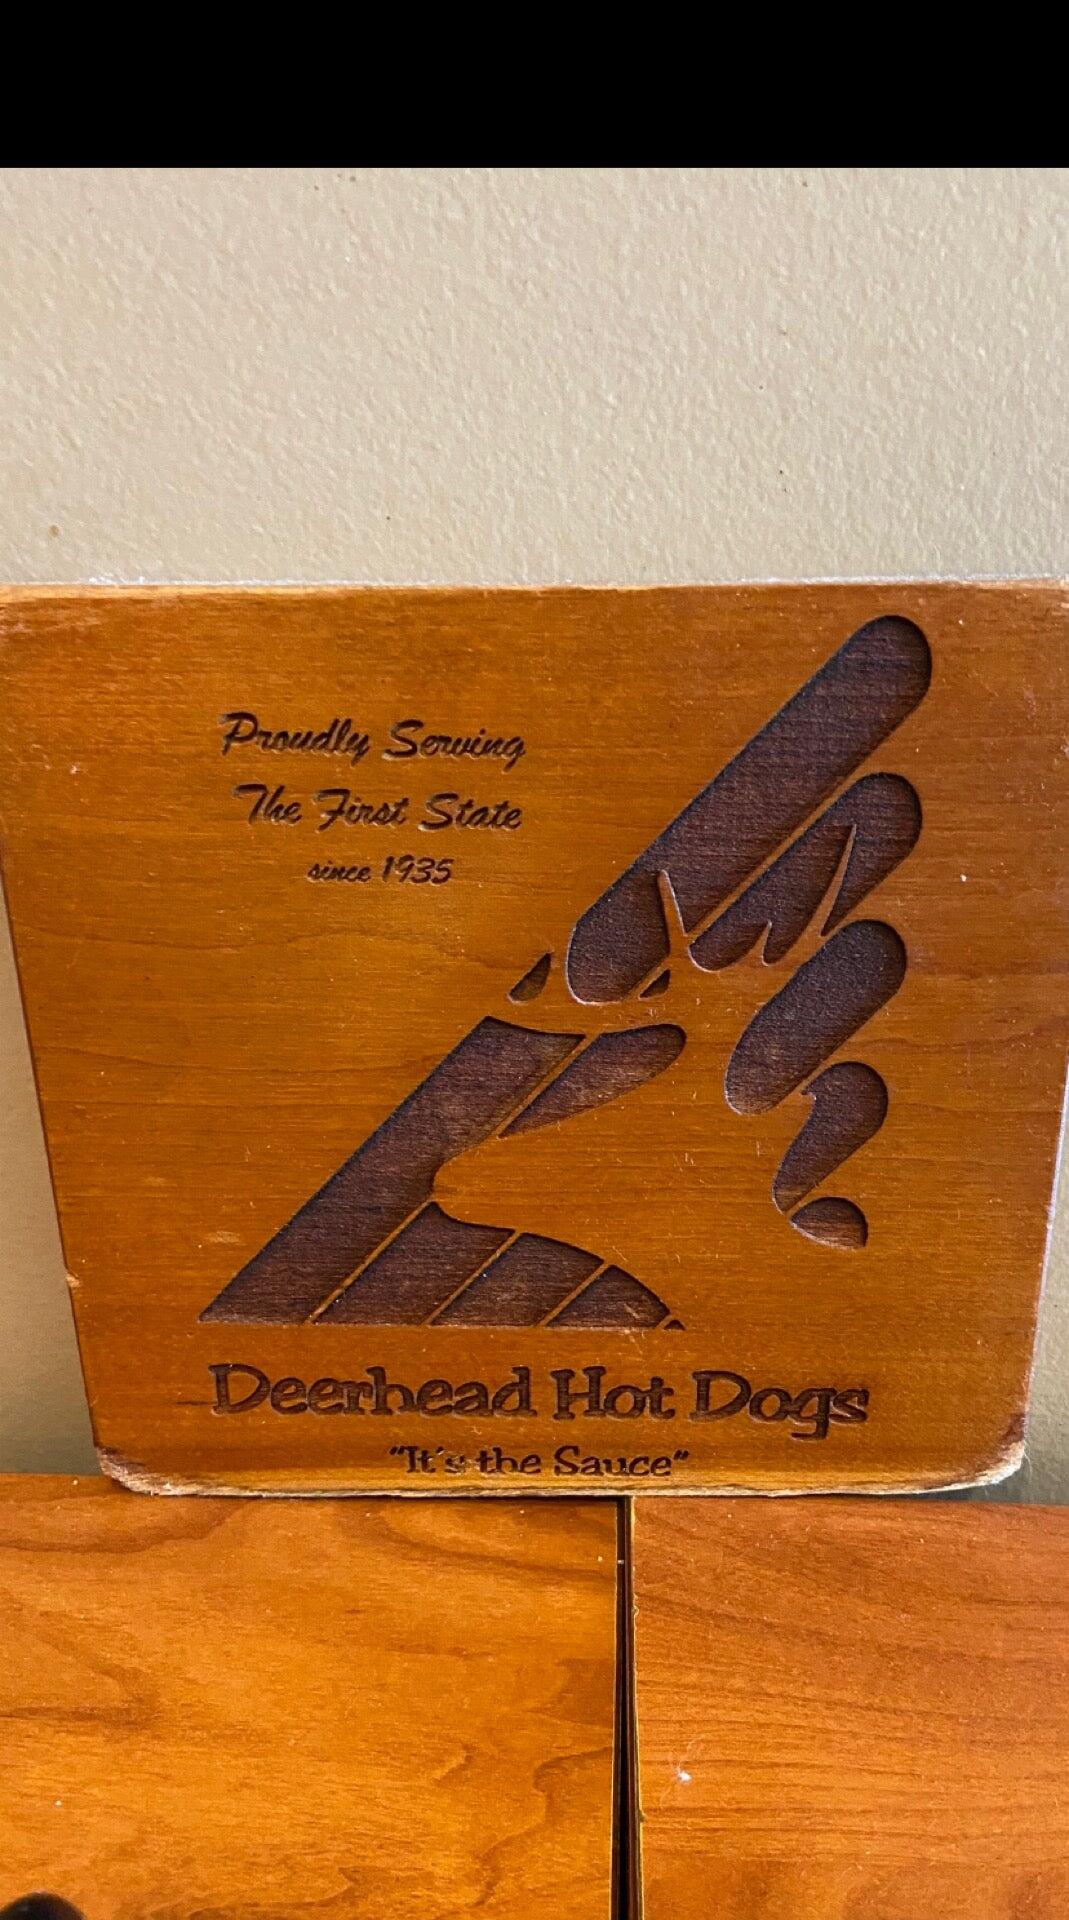 Proudly Serving
The First State
since 1935
Deerhead Hot Dogs
"It's the Sauce"